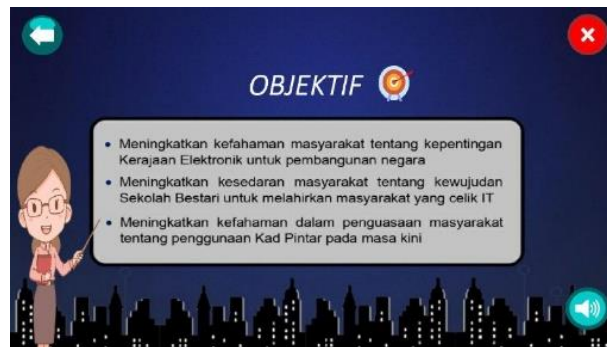 OBJEKTIF
• Meningkatkan kefahaman masyarakat tentang kepentingan
Kerajaan Elektronik untuk pembangunan negara
• Meningkatkan kesedaran masyarakat tentang kewujudan
Sekolah Bestari untuk melahirkan masyarakat yang celik IT
• Meningkatkan kefahaman dalam penguasaan masyarakat
tentang penggunaan Kad Pintar pada masa kini